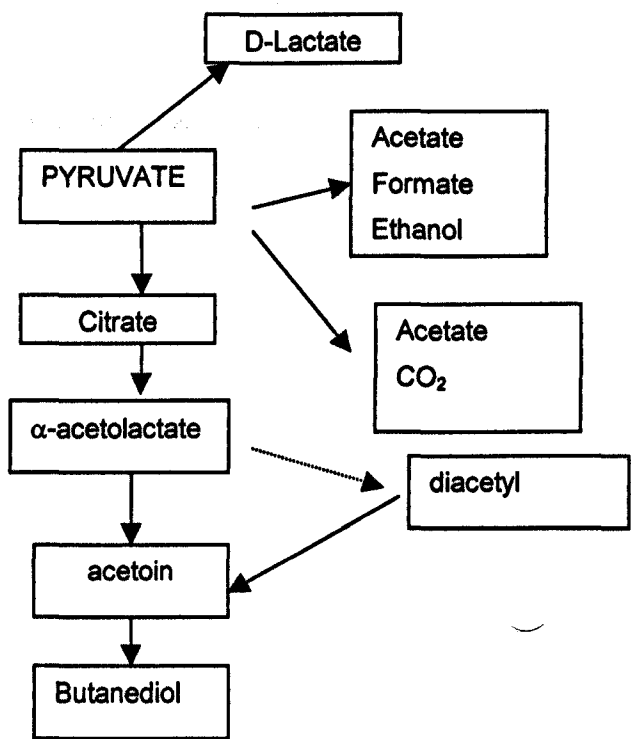 D-Lactate
PYRUVATE
Acetate
Formate
Ethanol
Citrate
Acetate
CO₂
α-acetolactate
diacetyl
acetoin
Butanediol